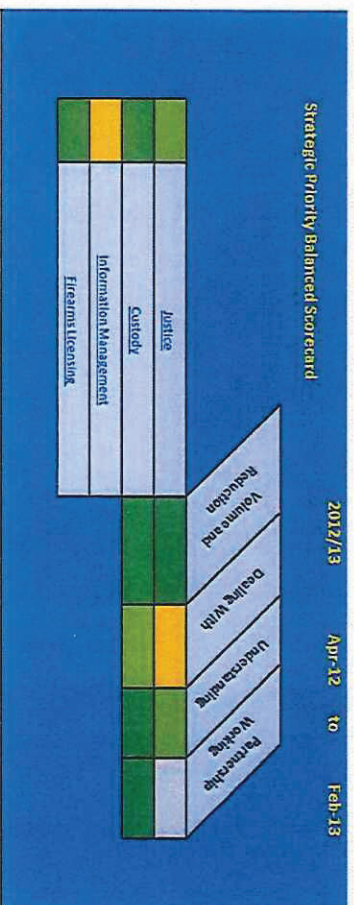 Strategic Priority Balanced Scorecard
2012/13 Apr-12 to Feb-13
Volume and
Reduction
Dealing With
Understanding
Partnership
Working
Justice
Custody
Information Management
Firearms Licensing